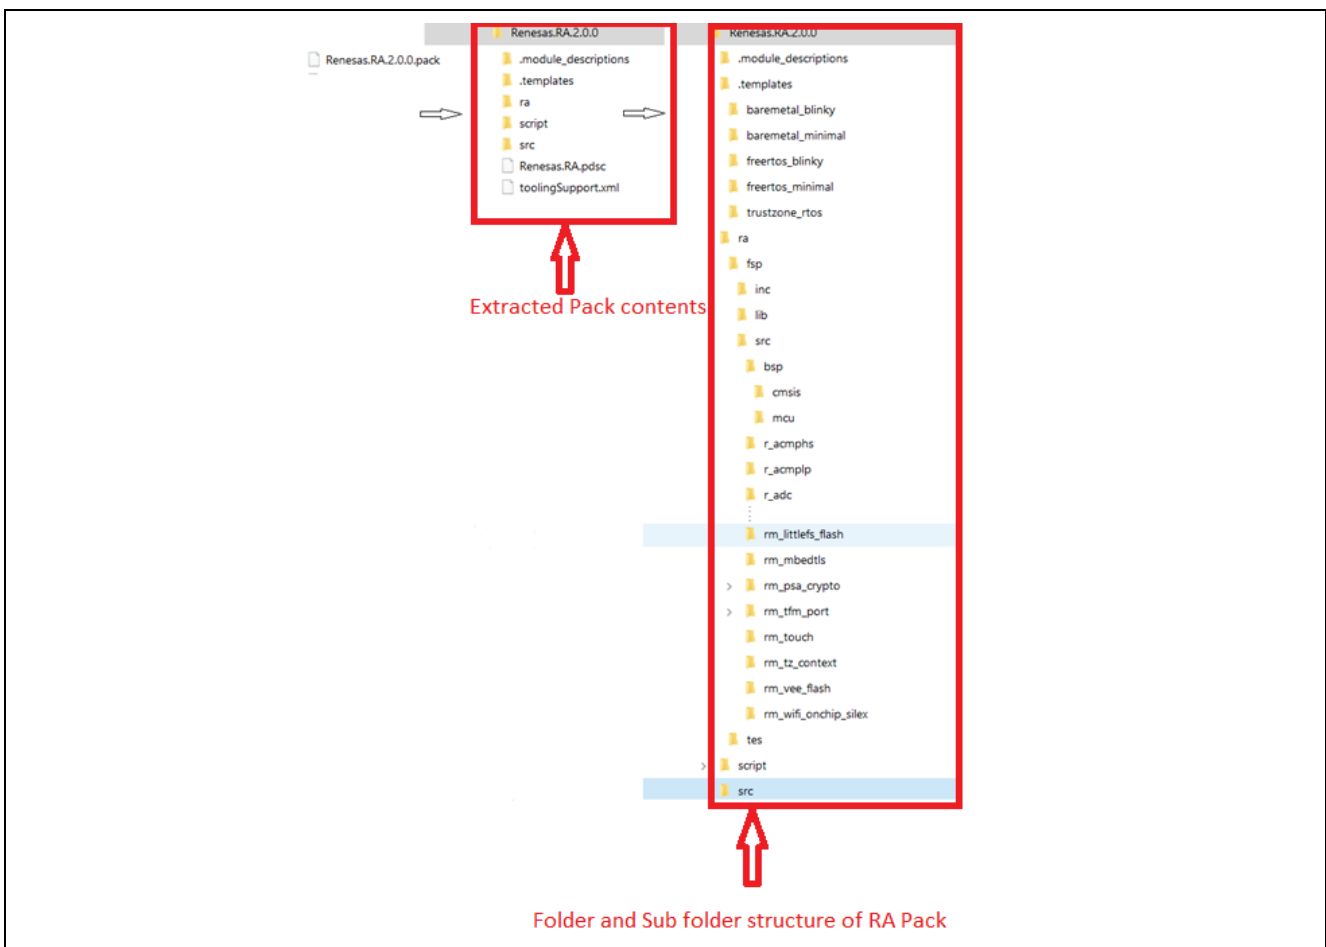 Renesas.RA.2.0.0.pack
Renesas.RA.2.0.0
.module_descriptions
.templates
ra
script
src
Renesas.RA.pdsc
toolingSupport.xml
Extracted Pack contents
Renesas.RA.2.0.0
.module_descriptions
.templates
baremetal_blinky
baremetal_minimal
freertos_blinky
freertos_minimal
trustzone_rtos
ra
fsp
inc
lib
src
bsp
cmsis
mcu
r_acmphs
r_acmplp
r_adc
rm_littlefs_flash
rm_mbedtls
rm_psa_crypto
rm_tfm_port
rm_touch
rm_tz_context
rm_vee_flash
rm_wifi_onchip_silex
tes
script
src
Folder and Sub folder structure of RA Pack